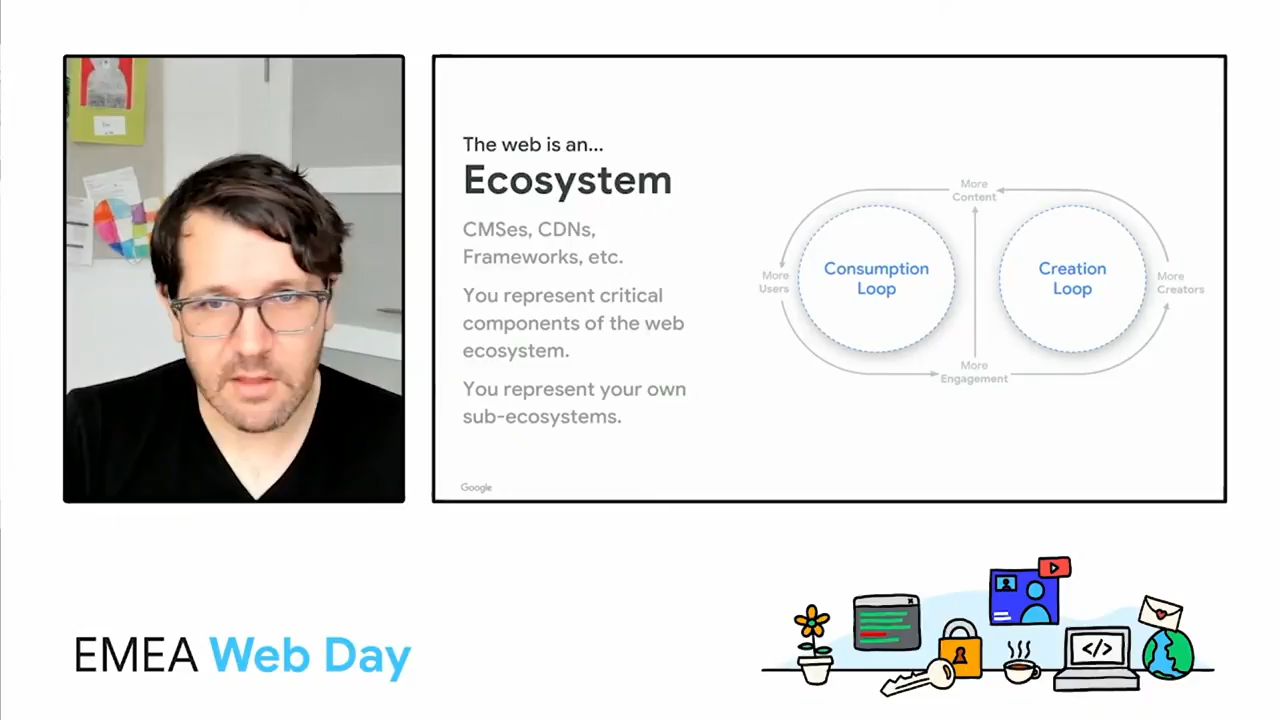 The web is an...
Ecosystem
CMSes, CDNs,
Frameworks, etc.
You represent critical
components of the web
ecosystem.
You represent your own
sub-ecosystems.
Google
More
Content
Consumption
Loop
Creation
Loop
More
Users
More
Creators
More
Engagement
EMEA Web Day
</>